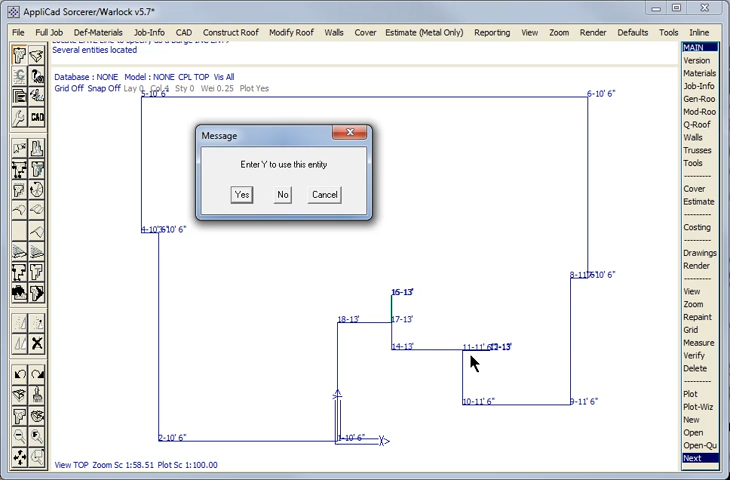 AppliCad Sorcerer/Warlock v5.7*
File Full Job Def-Materials Job-Info CAD Construct Roof Modify Roof Walls Cover Estimate (Metal Only) Reporting View Zoom Render Defaults Tools Inline
Several entities located
Database : NONE Model : NONE CPL TOP Vis All
Grid Off Snap Off Lay 0 Col 4 Sty 0 Wei 0.25 Plot Yes
5-10' 6"
6-10' 6"
Message
Enter Y to use this entity
Yes No Cancel
8-11'
15-13'
18-13'
17-13'
14-13'
11-11' 6"
12-13'
10-11' 6"
9-11' 6"
2-10' 6"
1-10' 6"
X>
View TOP Zoom Sc 1:58.51 Plot Sc 1:100.00
CAD
MAIN
Version
Materials
Job-Info
Gen-Roo
Mod-Roo
Q-Roof
Walls
Trusses
Tools
---------
Cover
Estimate
---------
Costing
---------
Drawings
Render
---------
View
Zoom
Repaint
Grid
Measure
Verify
Delete
---------
Plot
Plot-Wiz
New
Open
Open-Qu
Next